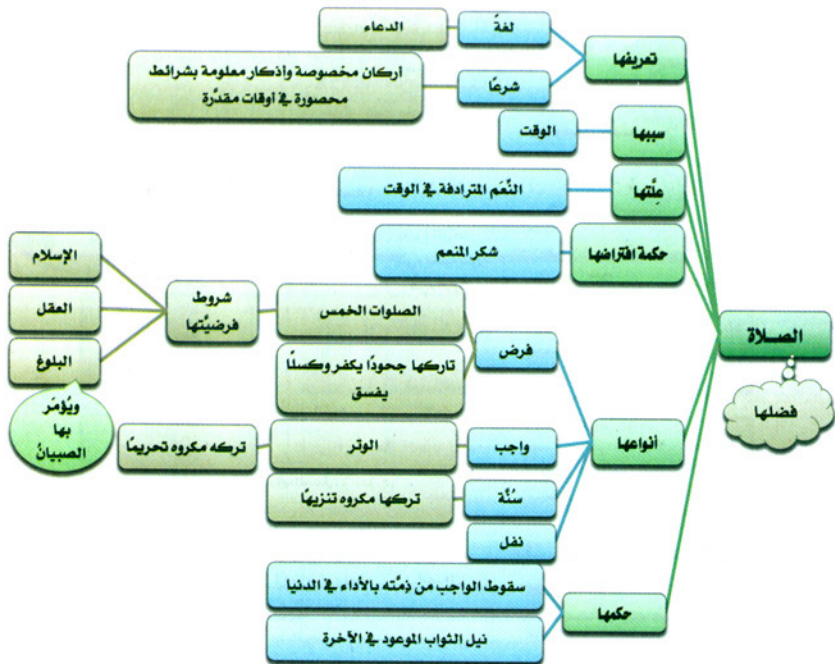 الصلاة
فضلها
تعريفها
لغةً
الدعاء
شرعًا
أركان مخصوصة وأذكار معلومة بشرائط
محصورة في أوقات مقدَّرة
سببها
الوقت
عِلَّتها
النِّعَم المترادفة في الوقت
حكمة افتراضها
شكر المنعم
أنواعها
فرض
الصلوات الخمس
شروط
فرضيَّتها
الإسلام
العقل
البلوغ
ويُؤمَر
بها
الصبيانُ
تاركها جحودًا يكفر وكسلًا
يفسق
واجب
الوتر
تركه مكروه تحريمًا
سُنَّة
تركها مكروه تنزيهًا
نفل
حكمها
سقوط الواجب من ذِمَّته بالأداء في الدنيا
نيل الثواب الموعود في الآخرة